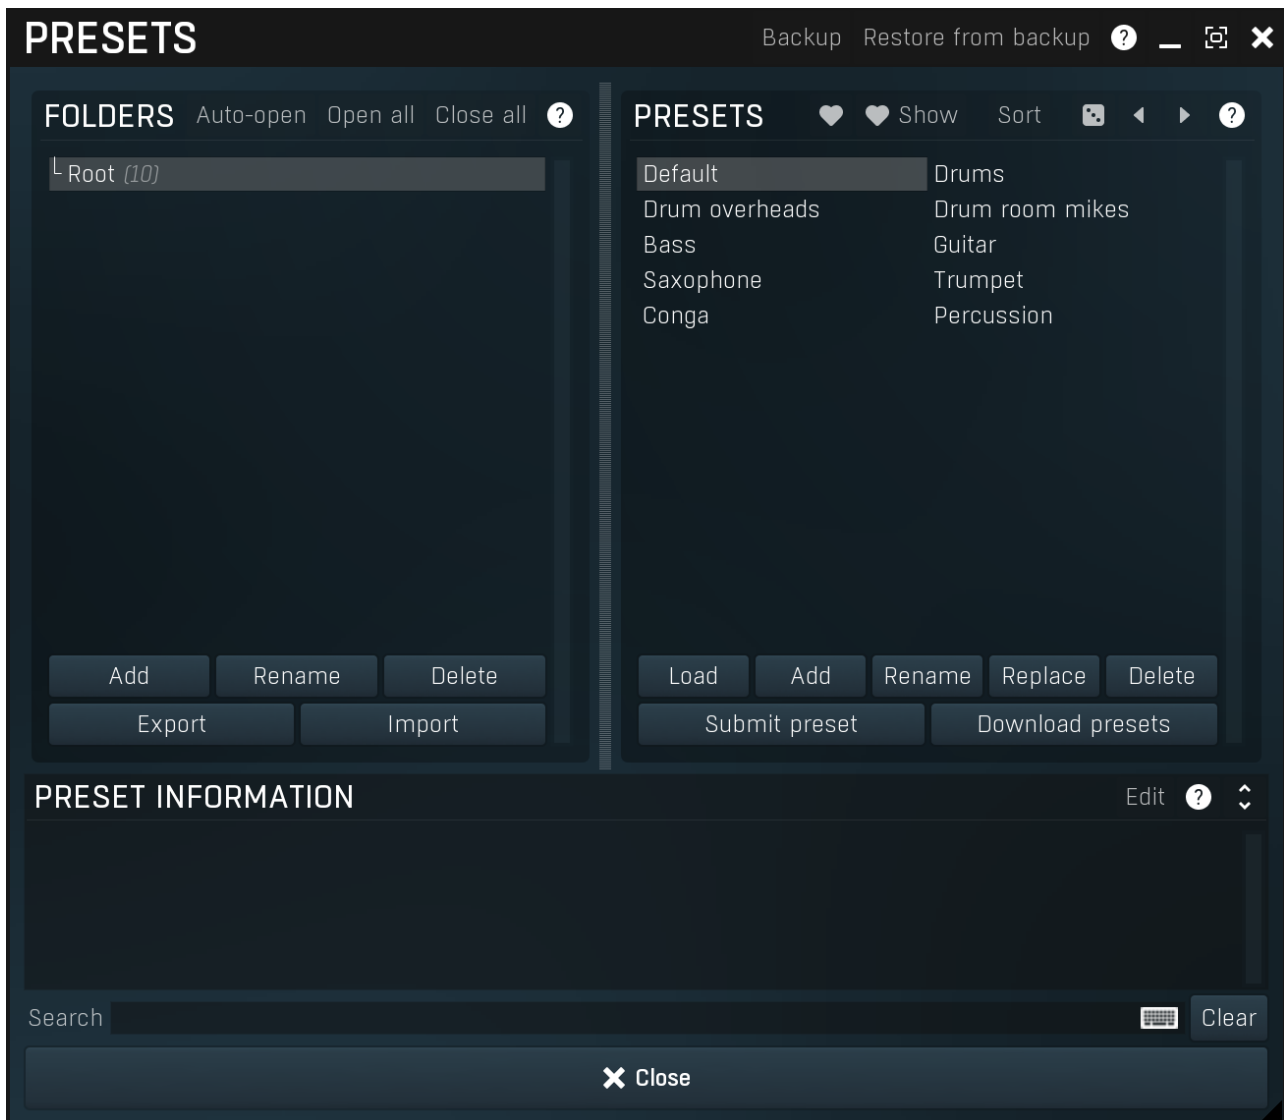 PRESETS Backup Restore from backup ?
FOLDERS Auto-open Open all Close all ?
Root (10)
Add Rename Delete
Export Import
PRESETS Show Sort ?
Default Drums
Drum overheads Drum room mikes
Bass Guitar
Saxophone Trumpet
Conga Percussion
Load Add Rename Replace Delete
Submit preset Download presets
PRESET INFORMATION Edit ?
Search Clear
Close